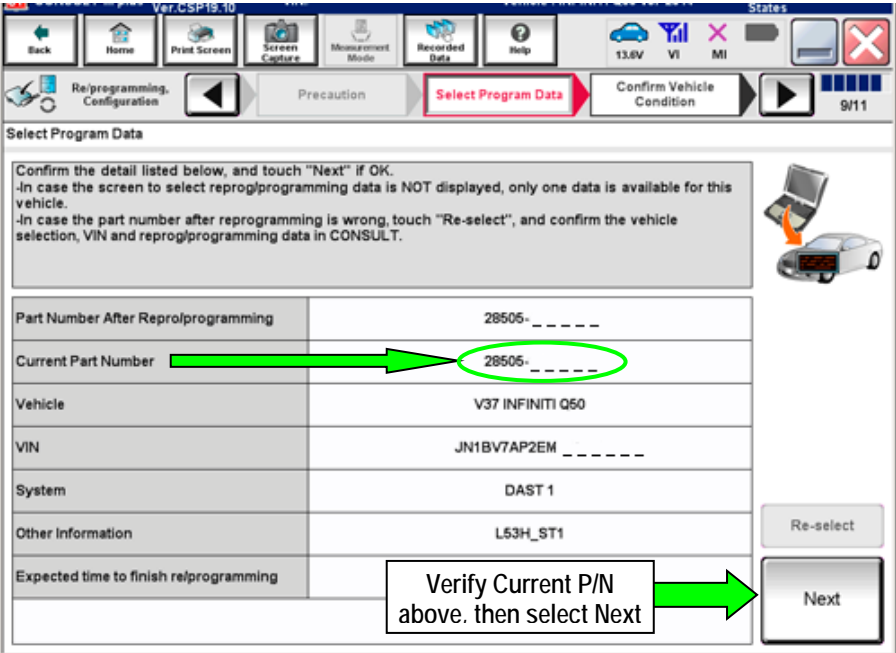 Ver.CSP19.10
States
Back
Home
Print Screen
Screen Capture
Measurement Mode
Recorded Data
Help
13.6V
VI
MI
Re/programming, Configuration
Precaution
Select Program Data
Confirm Vehicle Condition
9/11
Select Program Data
Confirm the detail listed below, and touch "Next" if OK.
-In case the screen to select reprog/programming data is NOT displayed, only one data is available for this
vehicle.
-In case the part number after reprogramming is wrong, touch "Re-select", and confirm the vehicle
selection, VIN and reprog/programming data in CONSULT.
Part Number After Repro/programming
28505-_ _ _ _ _
Current Part Number
28505-_ _ _ _ _
Vehicle
V37 INFINITI Q50
VIN
JN1BV7AP2EM _ _ _ _ _ _
System
DAST 1
Other Information
L53H_ST1
Expected time to finish re/programming
Re-select
Verify Current P/N
above, then select Next
Next